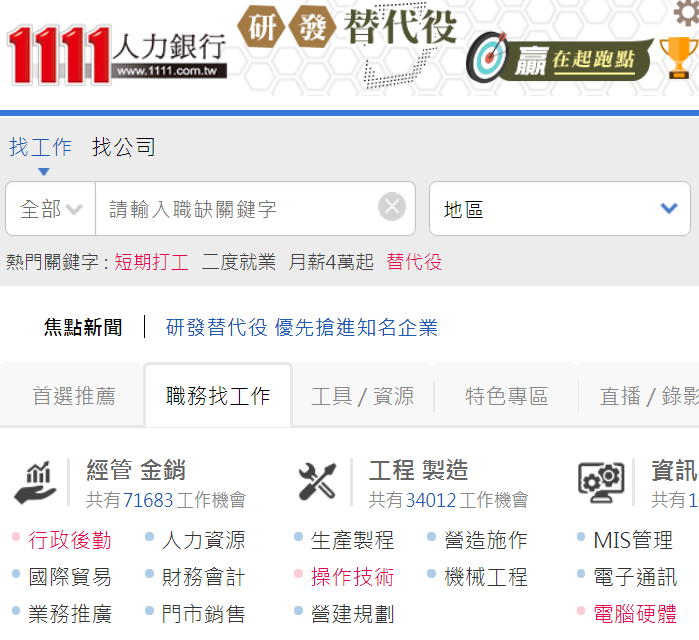 1111 人力銀行
www.1111.com.tw
研 發 替代役
贏 在起跑點
找工作 找公司
全部 請輸入職缺關鍵字 地區
熱門關鍵字 : 短期打工 二度就業 月薪4萬起 替代役
焦點新聞 研發替代役 優先搶進知名企業
首選推薦 職務找工作 工具 / 資源 特色專區 直播 / 錄影
經管 金銷 工程 製造 資訊
共有71683工作機會 共有34012工作機會 共有1
行政後勤 人力資源 生產製程 營造施作 MIS管理
國際貿易 財務會計 操作技術 機械工程 電子通訊
業務推廣 門市銷售 營建規劃 電腦硬體